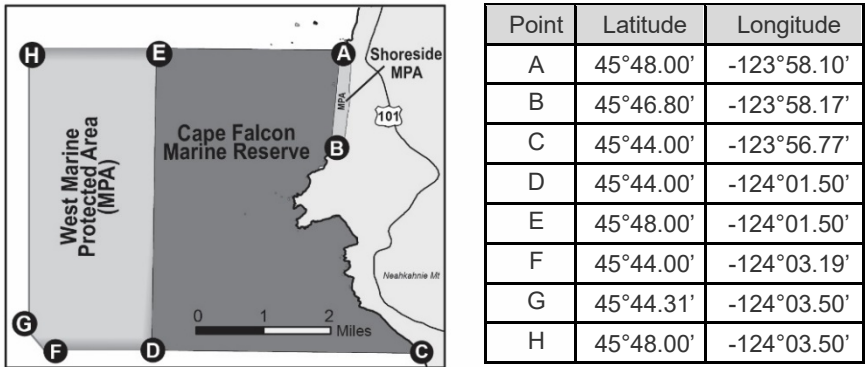 H
E
A
Shoreside
MPA
MPA
101
Cape Falcon
Marine Reserve
B
West Marine
Protected Area
(MPA)
Neahkahnie Mt
G
0 1 2
Miles
F
D
C
Point Latitude Longitude
A 45°48.00’ -123°58.10’
B 45°46.80’ -123°58.17’
C 45°44.00’ -123°56.77’
D 45°44.00’ -124°01.50’
E 45°48.00’ -124°01.50’
F 45°44.00’ -124°03.19’
G 45°44.31’ -124°03.50’
H 45°48.00’ -124°03.50’